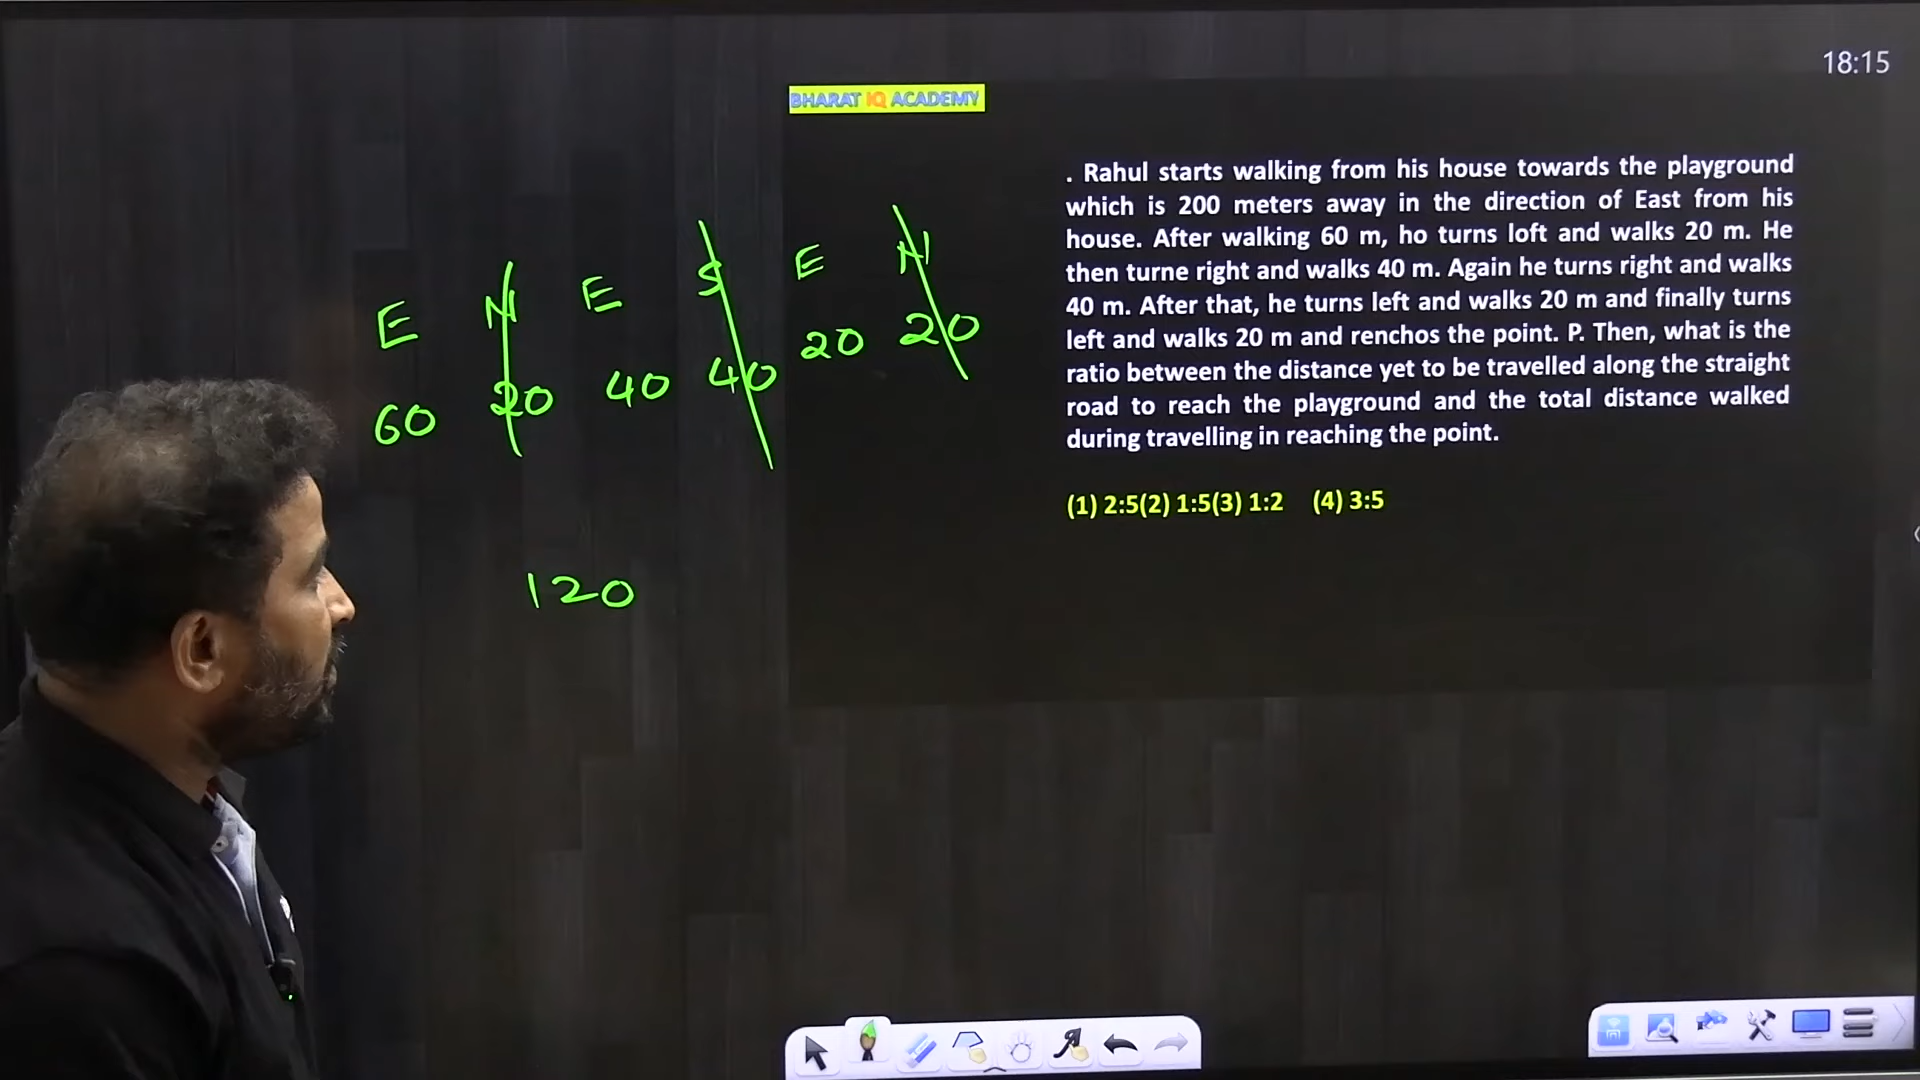 18:15
BHARAT IQ ACADEMY
. Rahul starts walking from his house towards the playground
which is 200 meters away in the direction of East from his
house. After walking 60 m, ho turns loft and walks 20 m. He
then turne right and walks 40 m. Again he turns right and walks
40 m. After that, he turns left and walks 20 m and finally turns
left and walks 20 m and renchos the point. P. Then, what is the
ratio between the distance yet to be travelled along the straight
road to reach the playground and the total distance walked
during travelling in reaching the point.
(1) 2:5(2) 1:5(3) 1:2 (4) 3:5
E N E S E N
60 20 40 40 20 20
120